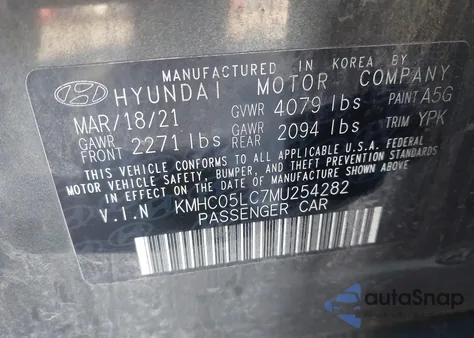 MANUFACTURED IN KOREA BY
HYUNDAI MOTOR COMPANY
MAR/18/21 GVWR 4079 lbs PAINT A5G
GAWR FRONT 2271 lbs GAWR REAR 2094 lbs TRIM YPK
THIS VEHICLE CONFORMS TO ALL APPLICABLE U.S.A. FEDERAL
MOTOR VEHICLE SAFETY, BUMPER, AND THEFT PREVENTION
STANDARDS IN EFFECT ON THE DATE OF MANUFACTURE SHOWN ABOVE.
V.I.N KMHC05LC7MU254282
PASSENGER CAR
autoSnap